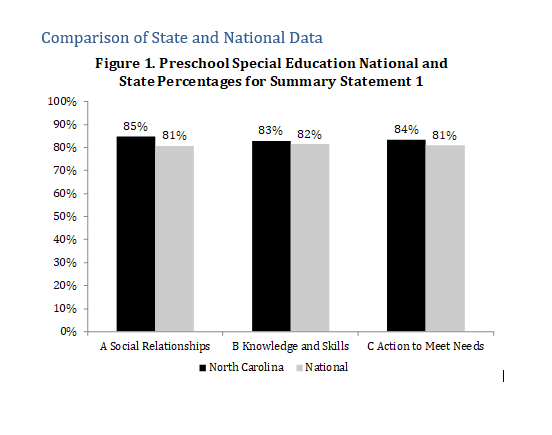 Comparison of State and National Data
Figure 1. Preschool Special Education National and
State Percentages for Summary Statement 1
100%
90%
80%
70%
60%
50%
40%
30%
20%
10%
0%
85%
81%
83%
82%
84%
81%
A Social Relationships
B Knowledge and Skills
C Action to Meet Needs
North Carolina
National